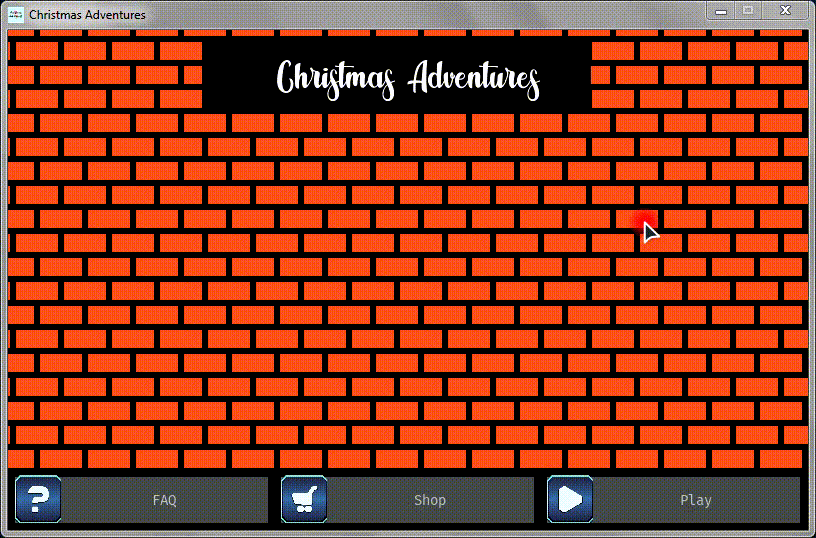 Christmas Adventures
Christmas Adventures
FAQ
Shop
Play